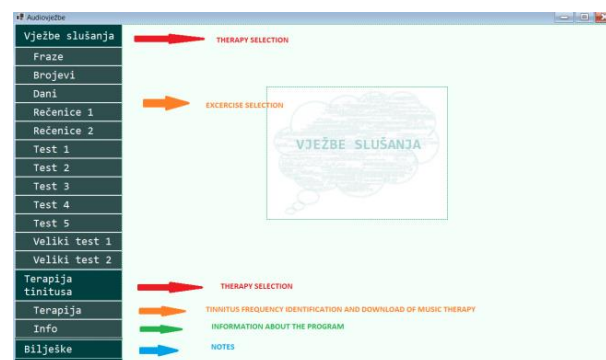 Audiovježbe
Vježbe slušanja
THERAPY SELECTION
Fraze
Brojevi
Dani
EXCERCISE SELECTION
Rečenice 1
Rečenice 2
VJEŽBE SLUŠANJA
Test 1
Test 2
Test 3
Test 4
Test 5
Veliki test 1
Veliki test 2
Terapija
tinitusa
THERAPY SELECTION
Terapija
TINNITUS FREQUENCY IDENTIFICATION AND DOWNLOAD OF MUSIC THERAPY
Info
INFORMATION ABOUT THE PROGRAM
Bilješke
NOTES